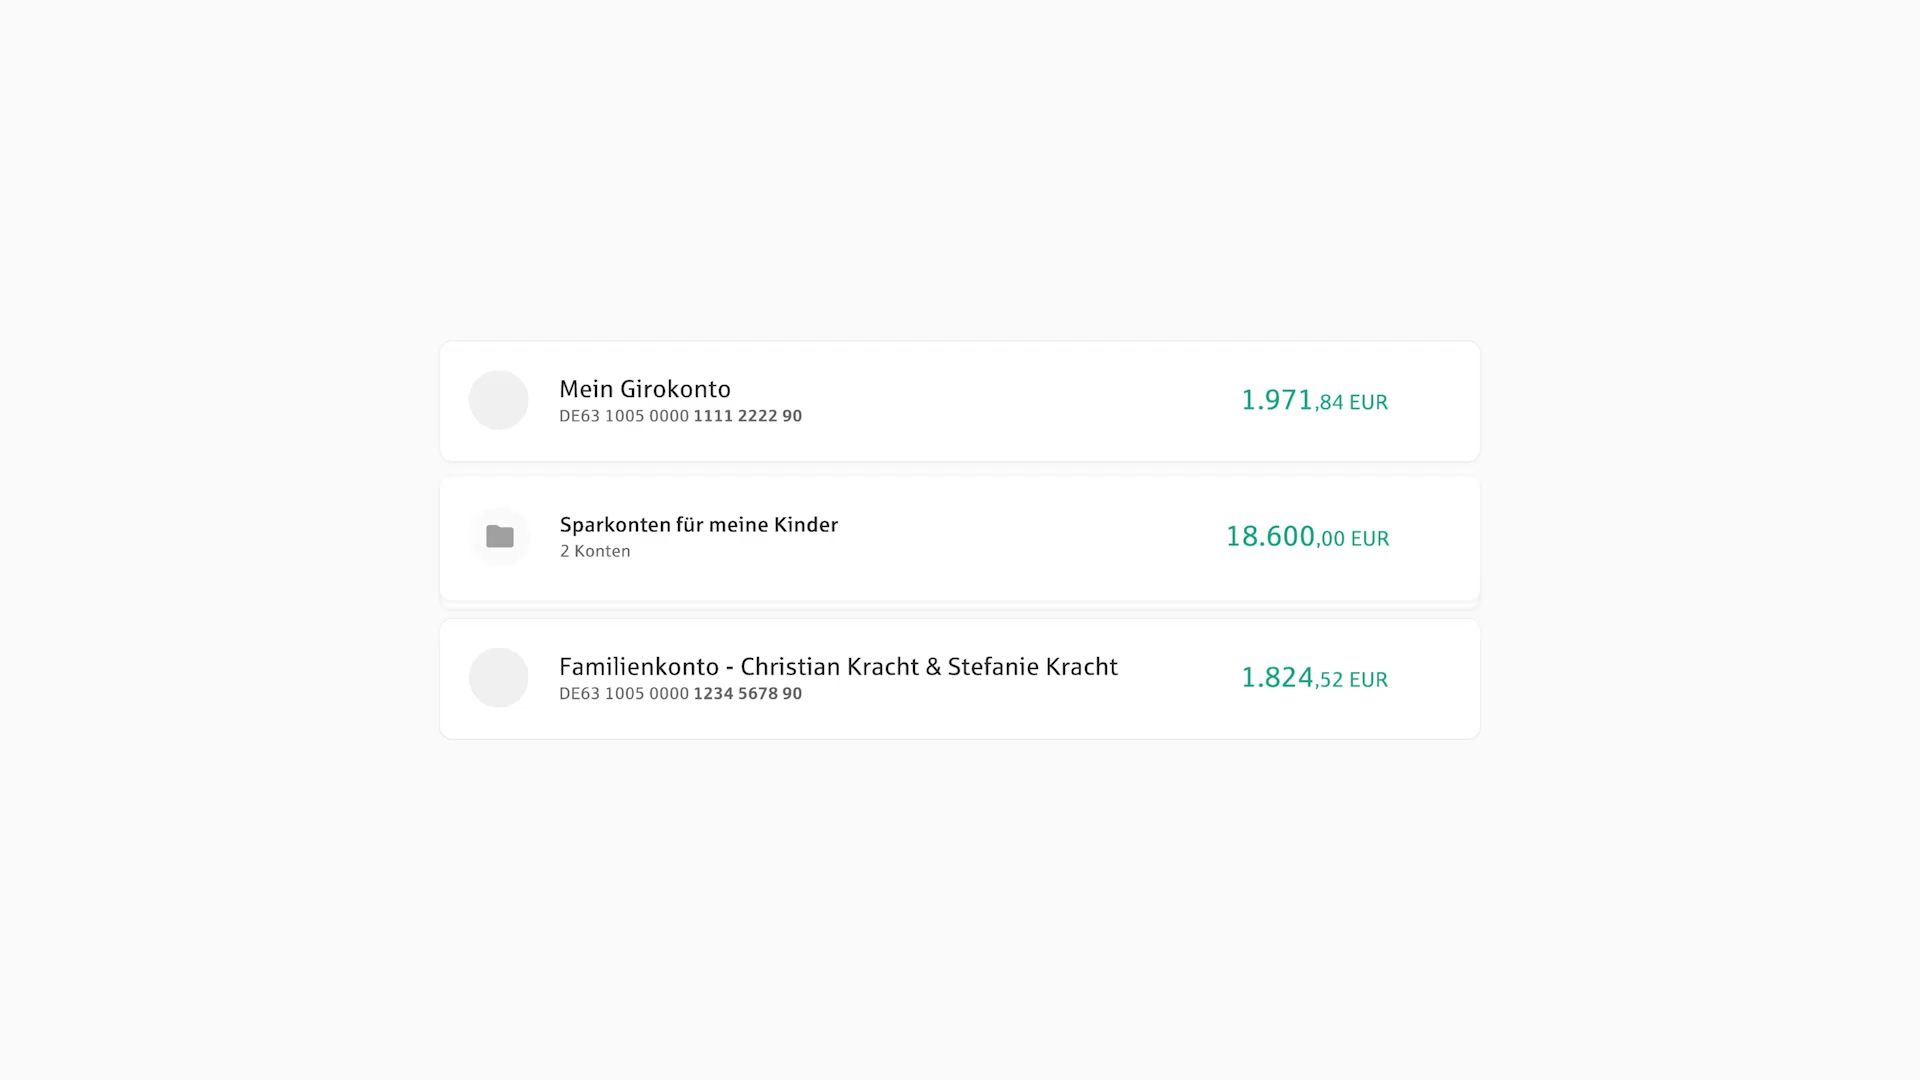 Mein Girokonto
DE63 1005 0000 1111 2222 90
1.971,84 EUR
Sparkonten für meine Kinder
2 Konten
18.600,00 EUR
Familienkonto - Christian Kracht & Stefanie Kracht
DE63 1005 0000 1234 5678 90
1.824,52 EUR